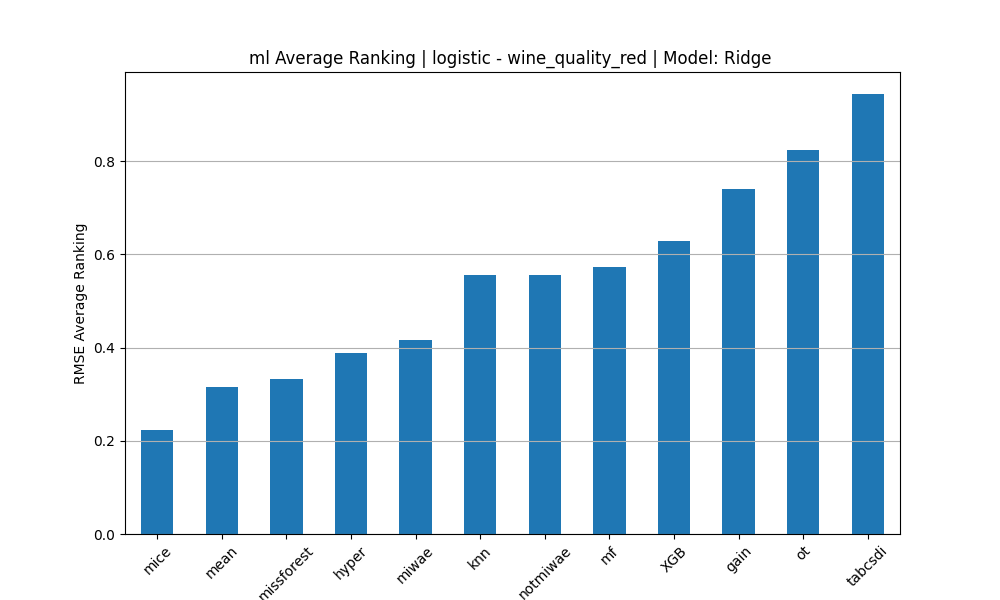 ml Average Ranking | logistic - wine_quality_red | Model: Ridge
RMSE Average Ranking
0.8
0.6
0.4
0.2
0.0
mice
mean
missforest
hyper
miwae
knn
notmiwae
mf
XGB
gain
ot
tabcsdi